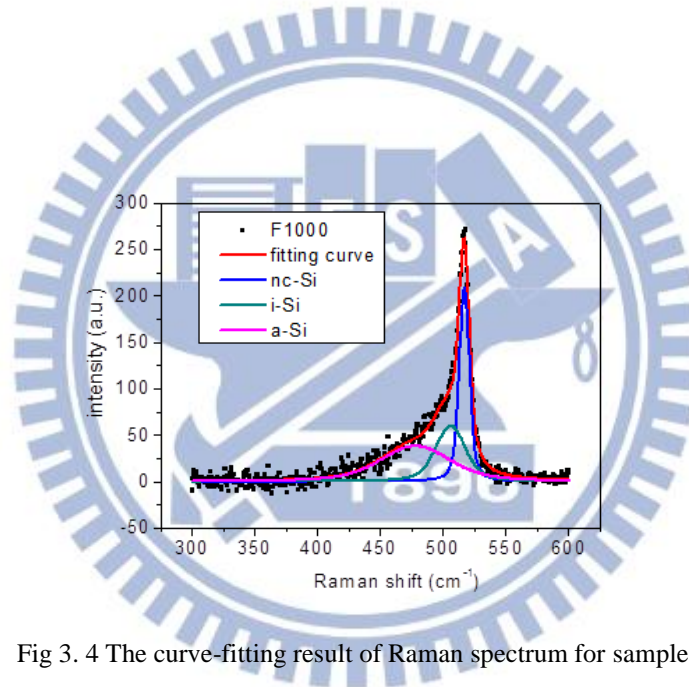 300
250
200
150
100
50
0
-50
intensity (a.u.)
F1000
fitting curve
nc-Si
i-Si
a-Si
S A
1896
300 350 400 450 500 550 600
Raman shift (cm⁻¹)
Fig 3. 4 The curve-fitting result of Raman spectrum for sample